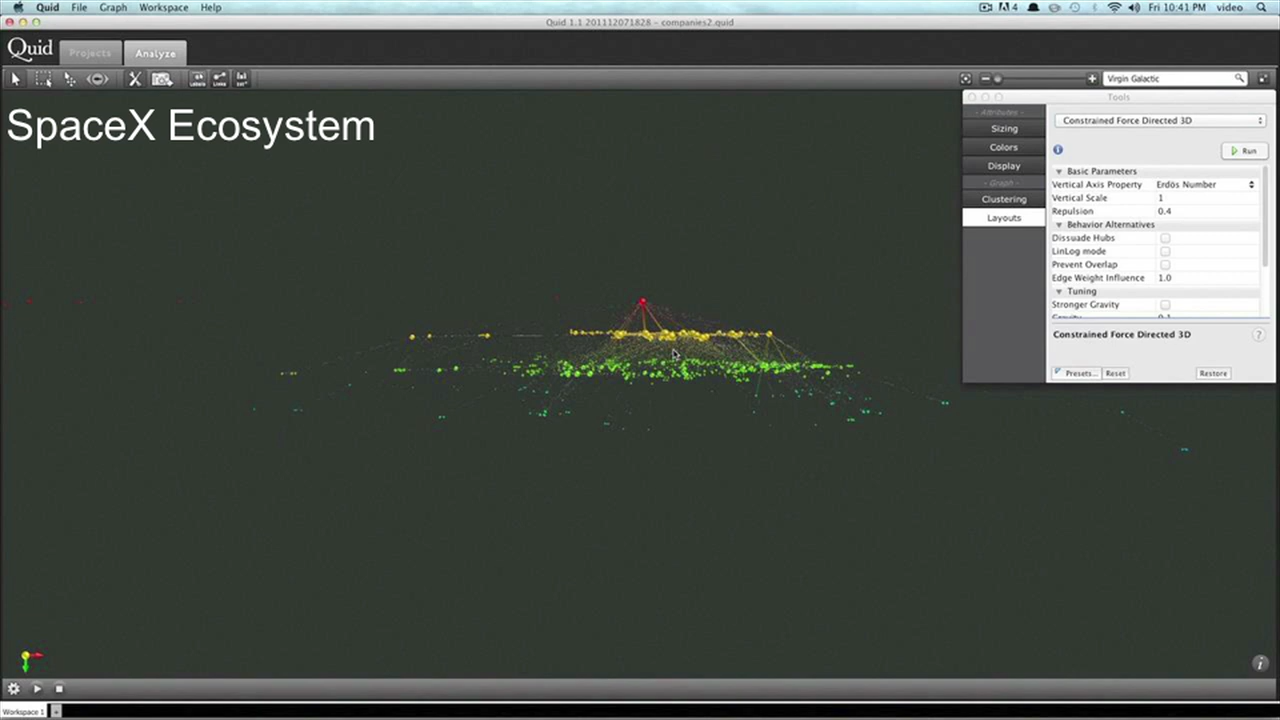 Quid File Graph Workspace Help 4 Fri 10:41 PM video
Quid 1.1 201112071828 – companies2.quid
Quid Projects Analyze
LABELS LINKS Virgin Galactic
Tools
SpaceX Ecosystem
- Attributes -
Sizing
Colors
Display
- Graph -
Clustering
Layouts
Constrained Force Directed 3D
Run
Basic Parameters
Vertical Axis Property Erdös Number
Vertical Scale 1
Repulsion 0.4
Behavior Alternatives
Dissuade Hubs
LinLog mode
Prevent Overlap
Edge Weight Influence 1.0
Tuning
Stronger Gravity
Gravity 0.1
Constrained Force Directed 3D ?
Presets... Reset Restore
i
Workspace 1 +